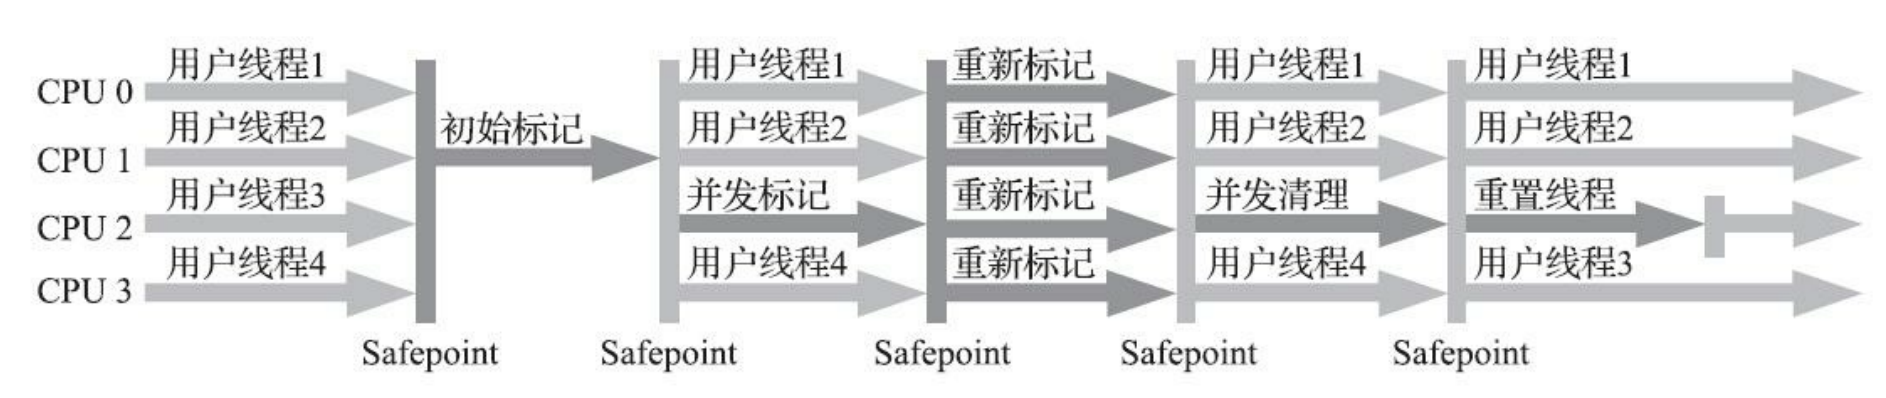 用户线程1 用户线程1 重新标记 用户线程1 用户线程1
CPU 0
用户线程2 初始标记 用户线程2 重新标记 用户线程2 用户线程2
CPU 1
用户线程3 并发标记 重新标记 并发清理 重置线程
CPU 2
用户线程4 用户线程4 重新标记 用户线程4 用户线程3
CPU 3
Safepoint Safepoint Safepoint Safepoint Safepoint